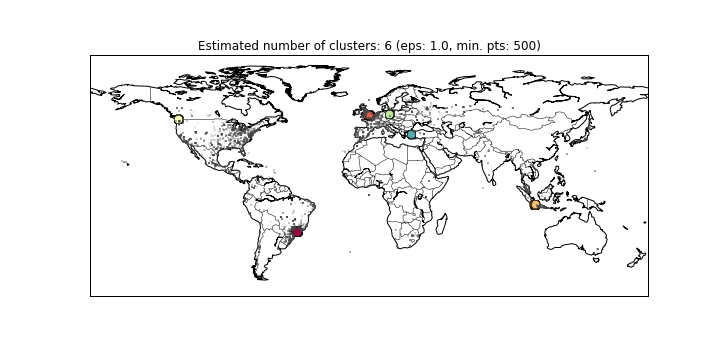 Estimated number of clusters: 6 (eps: 1.0, min. pts: 500)